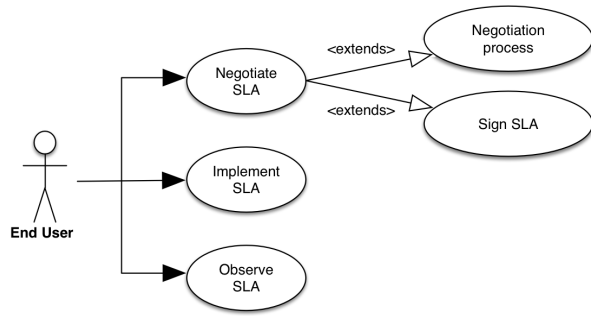 Negotiation
process
<extends>
Negotiate
SLA
<extends>
Sign SLA
Implement
SLA
End User
Observe
SLA